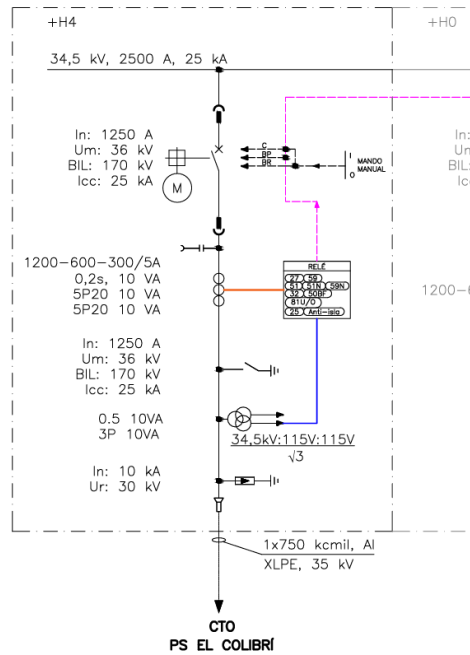 +H4
+H0
34,5 kV, 2500 A, 25 kA
In: 1250 A
Um: 36 kV
BIL: 170 kV
Icc: 25 kA
M
C
BP
BR
I
0
MANDO
MANUAL
In:
Um
BIL:
Icc
1200-600-300/5A
0,2s, 10 VA
5P20 10 VA
5P20 10 VA
RELÉ
27 59
51 51N 59N
32 50BF
81U/O
25 Anti-isla
1200-6
In: 1250 A
Um: 36 kV
BIL: 170 kV
Icc: 25 kA
0.5 10VA
3P 10VA
34,5kV:115V:115V
√3
In: 10 kA
Ur: 30 kV
1x750 kcmil, Al
XLPE, 35 kV
CTO
PS EL COLIBRÍ